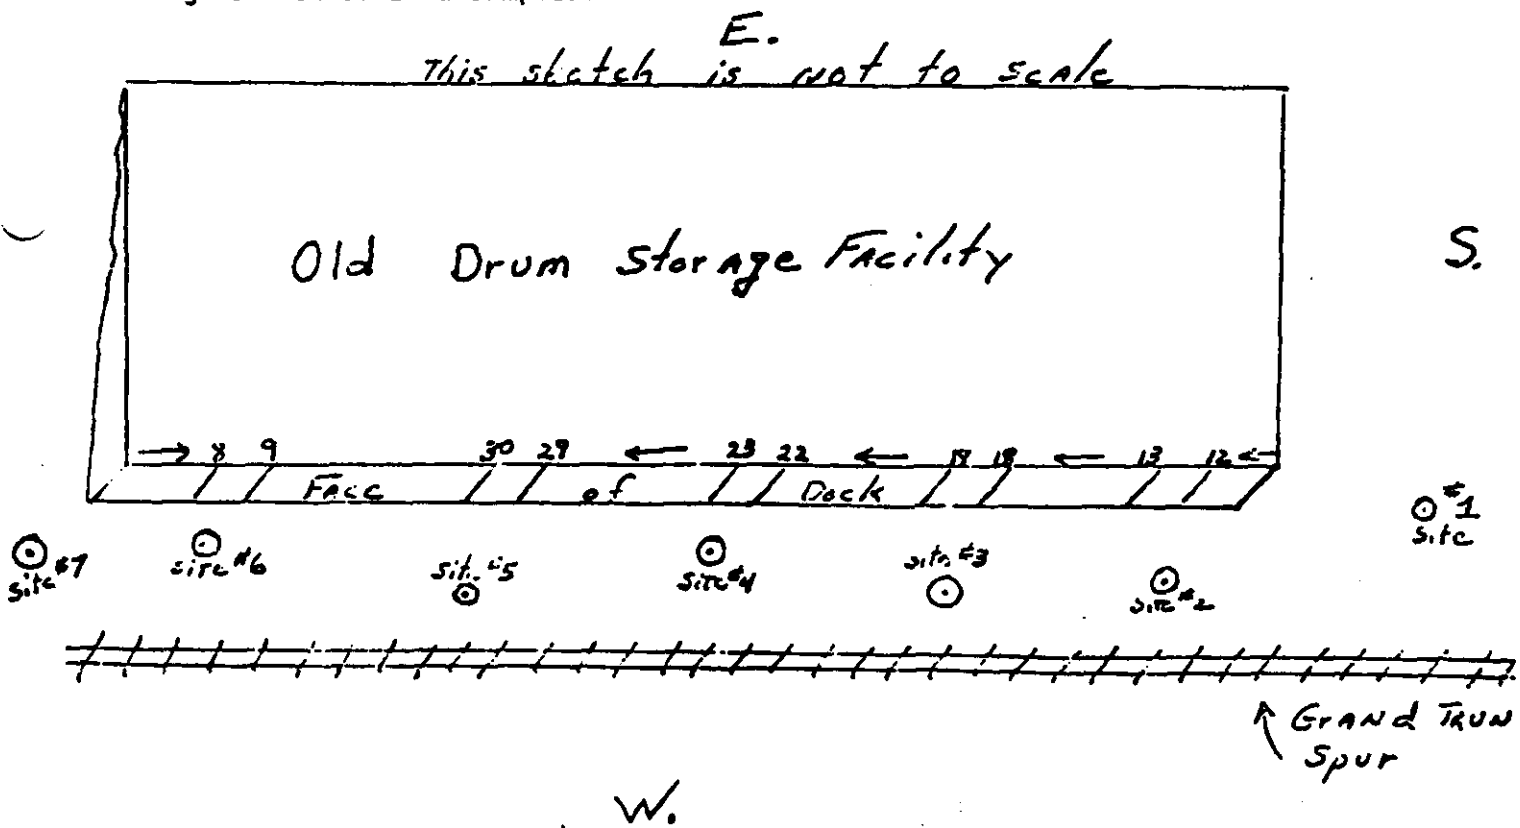 E.
This sketch is not to scale
Old Drum Storage Facility
S.
→ 8 9 30 29 ← 23 22 ← 19 18 ← 13 12 ←
Face of Dock
#1
site
site #7
site #6
site #5
site #4
site #3
site #2
Grand Trun
Spur
W.